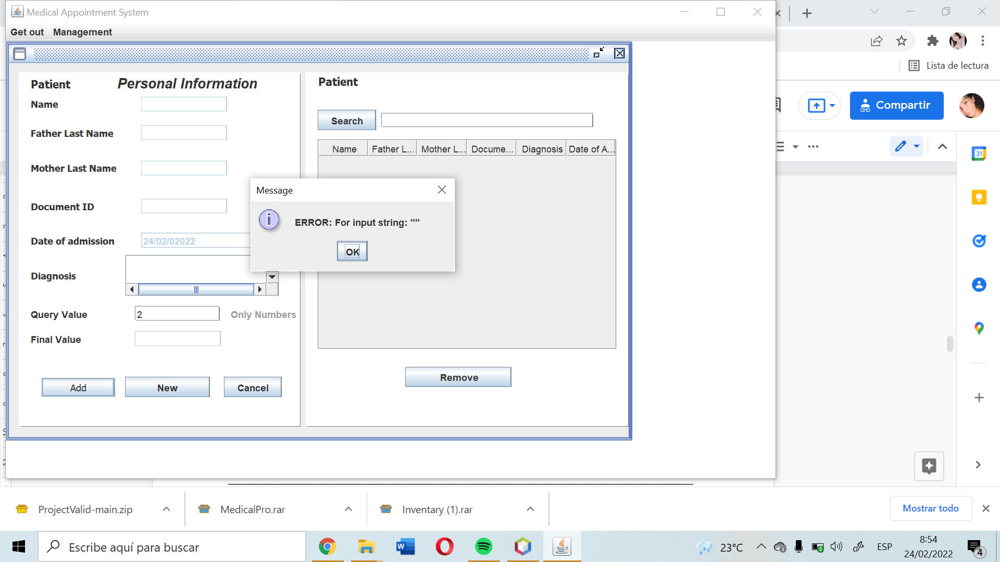 Medical Appointment System
Get out Management
Lista de lectura
Compartir
Patient Personal Information
Name
Father Last Name
Mother Last Name
Document ID
Date of admission 24/02/02022
Diagnosis
Query Value 2 Only Numbers
Final Value
Add New Cancel
Patient
Search
Name Father L... Mother L... Docume... Diagnosis Date of A...
Remove
Message
ERROR: For input string: ""
OK
31
ProjectValid-main.zip MedicalPro.rar Inventary (1).rar Mostrar todo
Escribe aquí para buscar
W
23°C ESP
8:54
24/02/2022
4